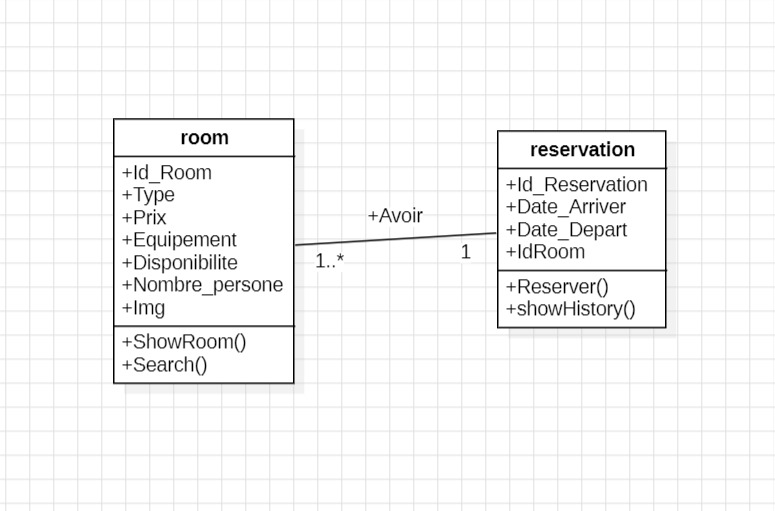 room
+Id_Room
+Type
+Prix
+Equipement
+Disponibilite
+Nombre_persone
+Img
+ShowRoom()
+Search()
+Avoir
1..*
1
reservation
+Id_Reservation
+Date_Arriver
+Date_Depart
+IdRoom
+Reserver()
+showHistory()